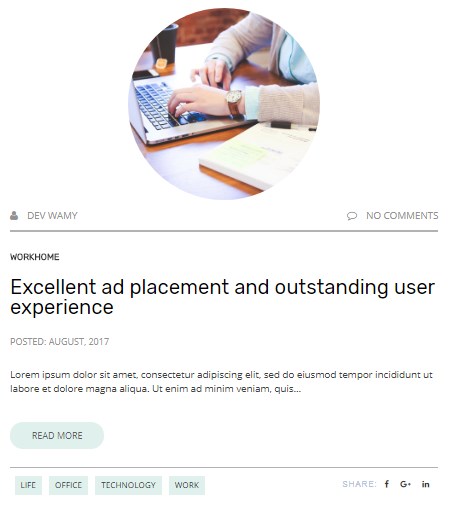 DEV WAMY
NO COMMENTS
WORKHOME
Excellent ad placement and outstanding user
experience
POSTED: AUGUST, 2017
Lorem ipsum dolor sit amet, consectetur adipiscing elit, sed do eiusmod tempor incididunt ut
labore et dolore magna aliqua. Ut enim ad minim veniam, quis...
READ MORE
LIFE OFFICE TECHNOLOGY WORK
SHARE: f G+ in